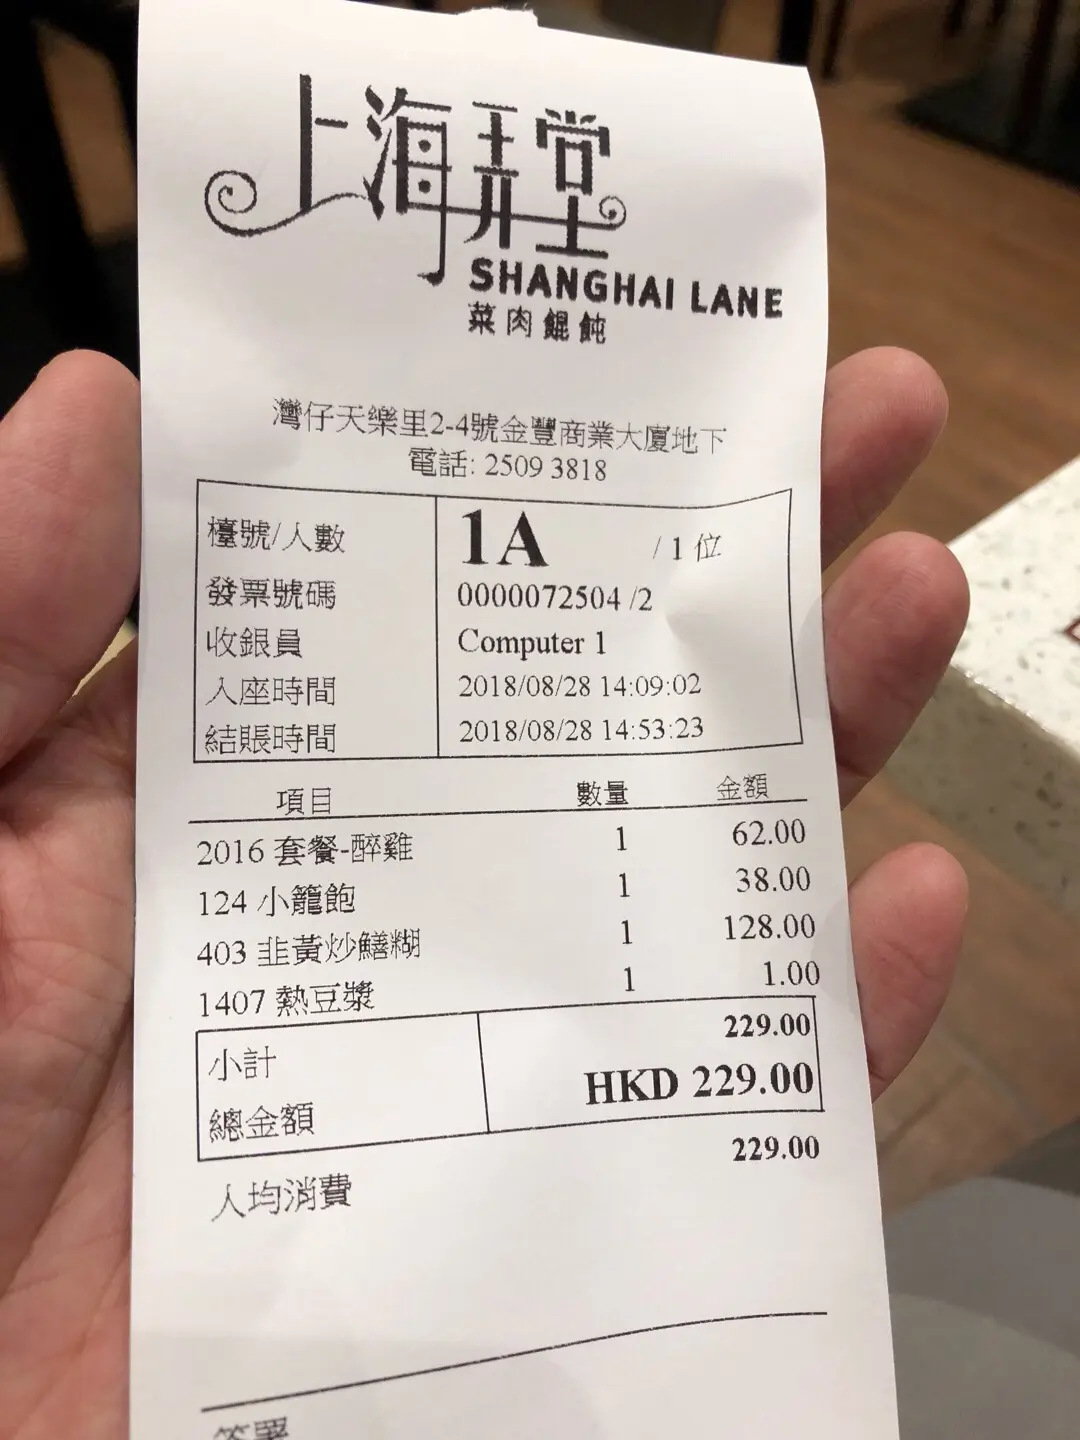 上海弄堂
SHANGHAI LANE
菜肉餛飩
灣仔天樂里2-4號金豐商業大廈地下
電話: 2509 3818
檯號/人數 1A / 1 位
發票號碼 0000072504 /2
收銀員 Computer 1
入座時間 2018/08/28 14:09:02
結賬時間 2018/08/28 14:53:23
項目 數量 金額
2016 套餐-醉雞 1 62.00
124 小籠飽 1 38.00
403 韭黃炒鱔糊 1 128.00
1407 熱豆漿 1 1.00
小計 229.00
總金額 HKD 229.00
人均消費 229.00
簽署